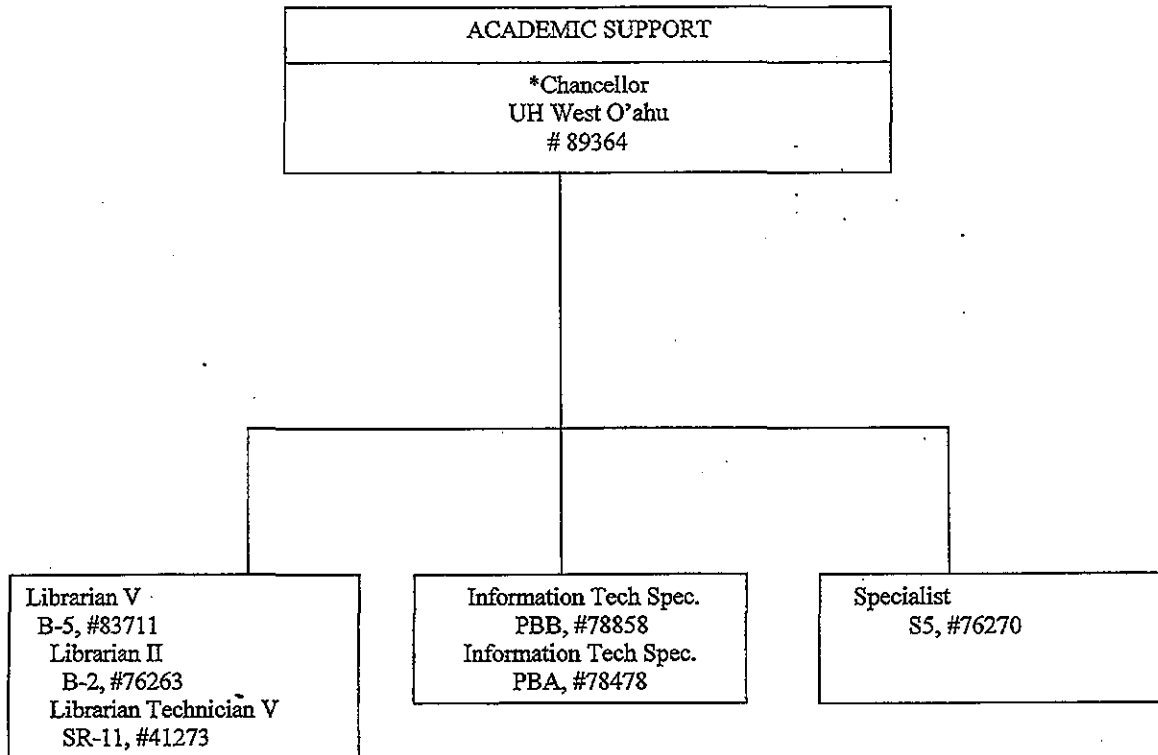 ACADEMIC SUPPORT
*Chancellor
UH West O'ahu
# 89364
Librarian V
B-5, #83711
Librarian II
B-2, #76263
Librarian Technician V
SR-11, #41273
Information Tech Spec.
PBB, #78858
Information Tech Spec.
PBA, #78478
Specialist
S5, #76270